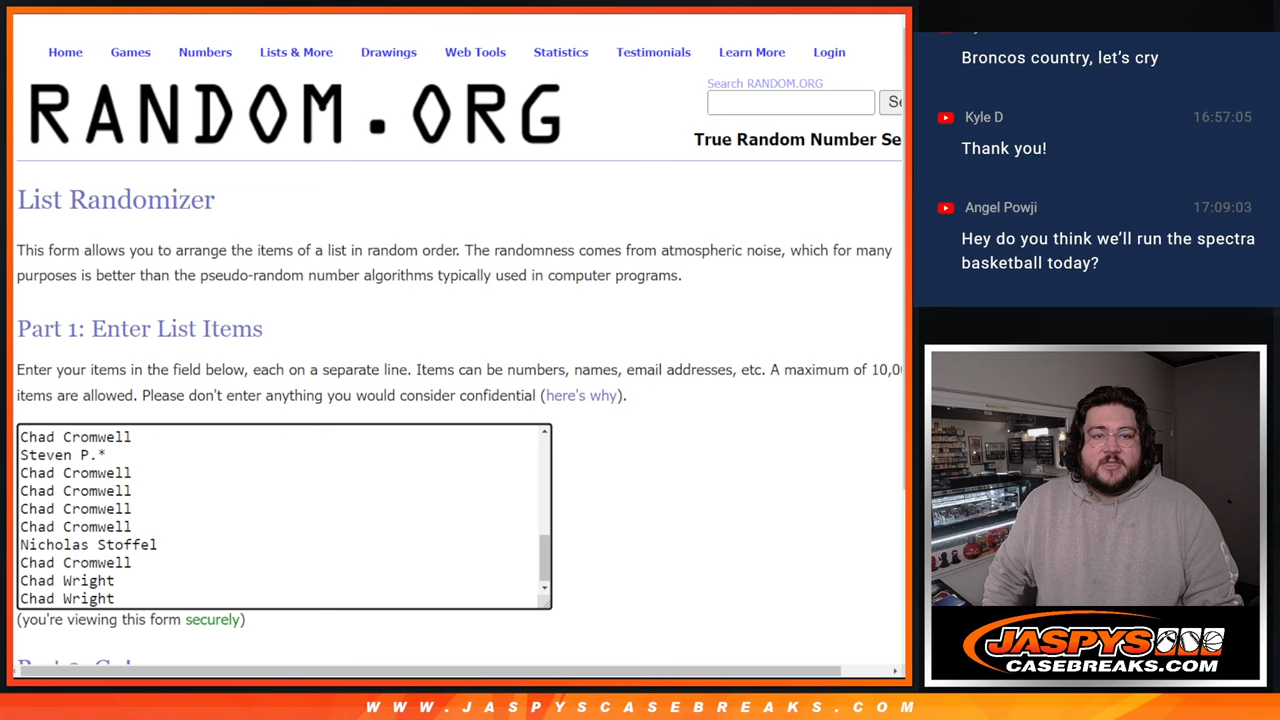 Home Games Numbers Lists & More Drawings Web Tools Statistics Testimonials Learn More Login
RANDOM.ORG
Search RANDOM.ORG
Se
True Random Number Se
List Randomizer
This form allows you to arrange the items of a list in random order. The randomness comes from atmospheric noise, which for many
purposes is better than the pseudo-random number algorithms typically used in computer programs.
Part 1: Enter List Items
Enter your items in the field below, each on a separate line. Items can be numbers, names, email addresses, etc. A maximum of 10,0
items are allowed. Please don't enter anything you would consider confidential (here's why).
Chad Cromwell
Steven P.*
Chad Cromwell
Chad Cromwell
Chad Cromwell
Chad Cromwell
Nicholas Stoffel
Chad Cromwell
Chad Wright
Chad Wright
(you're viewing this form securely)
Broncos country, let's cry
Kyle D 16:57:05
Thank you!
Angel Powji 17:09:03
Hey do you think we'll run the spectra
basketball today?
JASPYS
CASEBREAKS.COM
WWW.JASPYSCASEBREAKS.COM